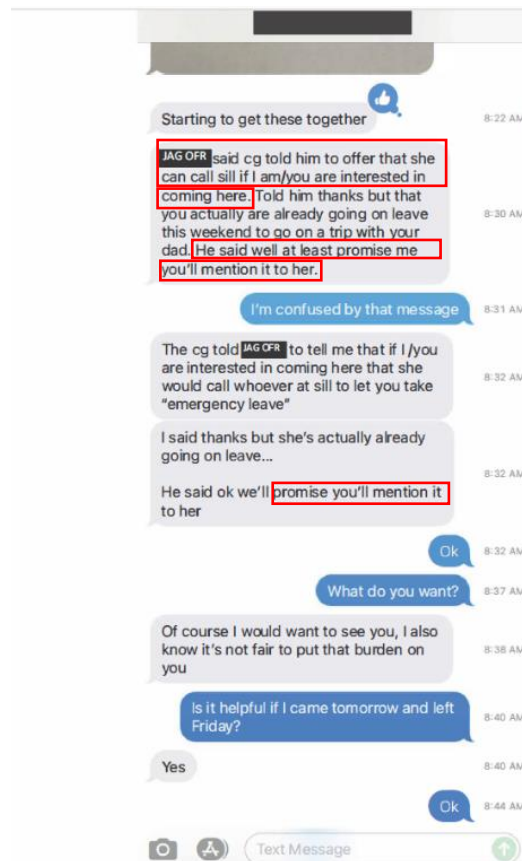 Starting to get these together
8:22 AM
JAG OFR said cg told him to offer that she
can call sill if I am/you are interested in
coming here. Told him thanks but that
you actually are already going on leave
this weekend to go on a trip with your
dad. He said well at least promise me
you'll mention it to her.
8:30 AM
I'm confused by that message
8:31 AM
The cg told JAG OFR to tell me that if I /you
are interested in coming here that she
would call whoever at sill to let you take
“emergency leave”
8:32 AM
I said thanks but she's actually already
going on leave...
He said ok we'll promise you'll mention it
to her
8:32 AM
Ok
8:32 AM
What do you want?
8:37 AM
Of course I would want to see you, I also
know it's not fair to put that burden on
you
8:38 AM
Is it helpful if I came tomorrow and left
Friday?
8:40 AM
Yes
8:40 AM
Ok
8:44 AM
Text Message